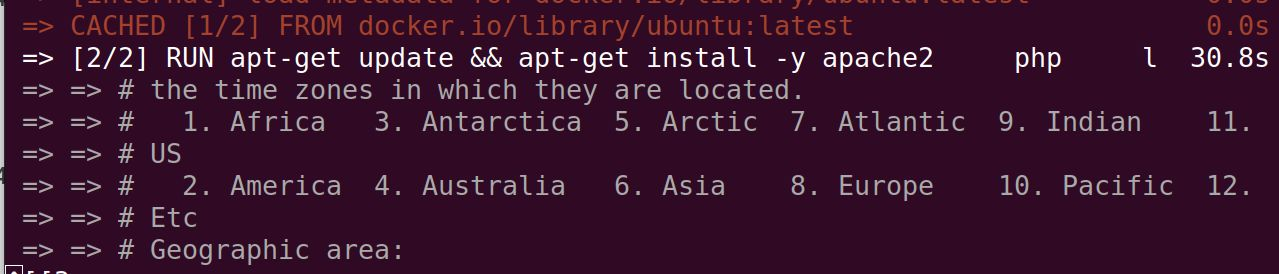 => [internal] load metadata for docker.io/library/ubuntu:latest 0.0s
=> CACHED [1/2] FROM docker.io/library/ubuntu:latest 0.0s
=> [2/2] RUN apt-get update && apt-get install -y apache2 php l 30.8s
=> => # the time zones in which they are located.
=> => # 1. Africa 3. Antarctica 5. Arctic 7. Atlantic 9. Indian 11.
=> => # US
=> => # 2. America 4. Australia 6. Asia 8. Europe 10. Pacific 12.
=> => # Etc
=> => # Geographic area: